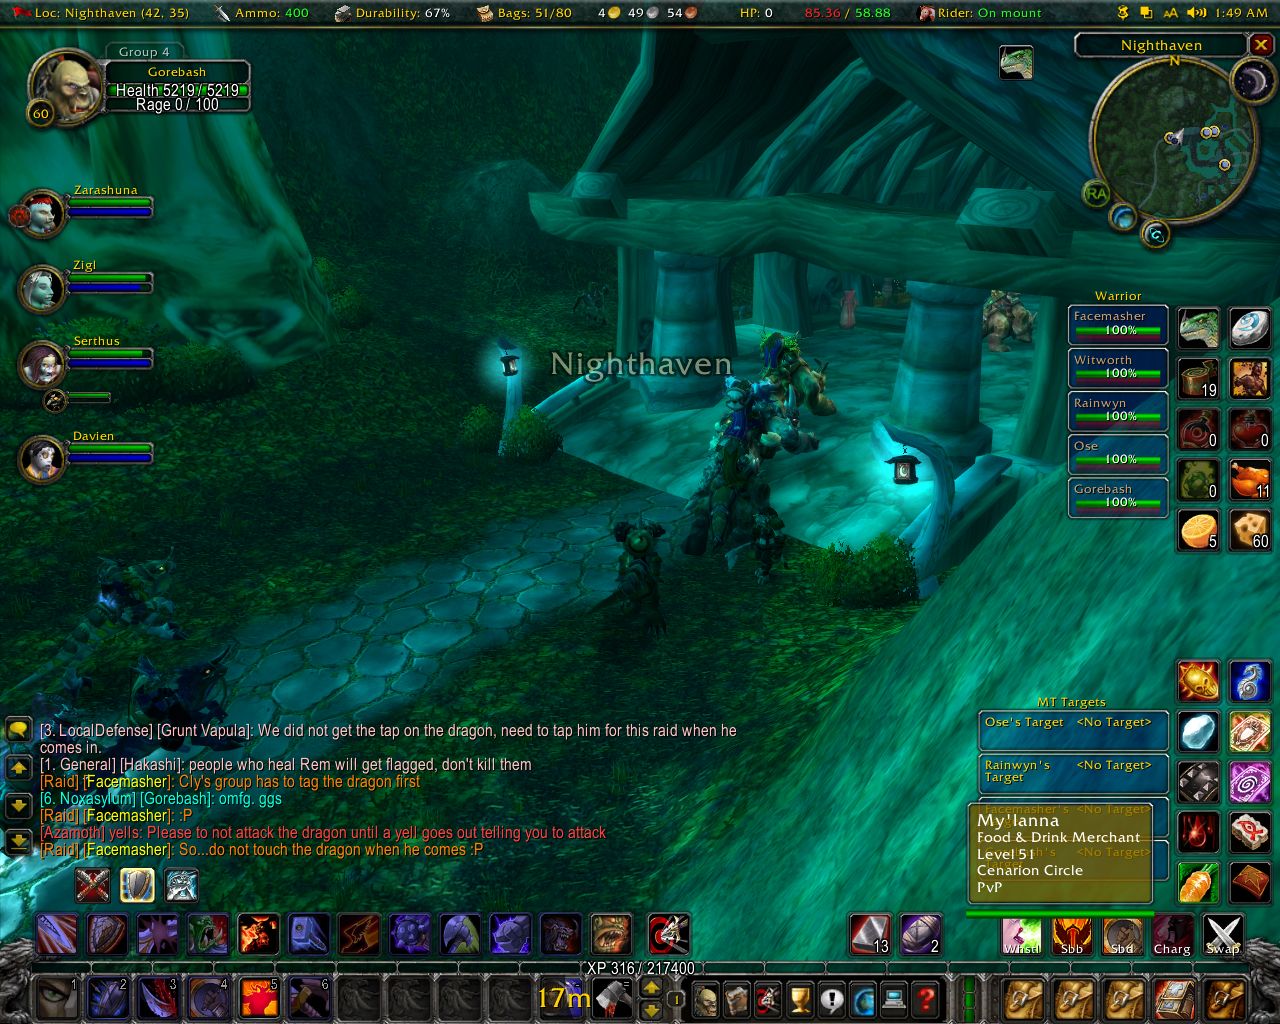 Loc: Nighthaven (42, 35)
Ammo: 400
Durability: 67%
Bags: 51/80
4 49 54
HP: 0
85.36 / 58.88
Rider: On mount
1:49 AM
Group 4
Gorebash
Health 5219 / 5219
Rage 0 / 100
60
Nighthaven
N
RA
Zarashuna
Zigl
Serthus
Davien
Nighthaven
Warrior
Facemasher
100%
Witworth
100%
Rainwyn
100%
Ose
100%
Gorebash
100%
19
0
0
0
11
5
60
MT Targets
Ose's Target <No Target>
Rainwyn's Target <No Target>
Facemasher's <No Target>
<No Target>
My'lanna
Food & Drink Merchant
Level 51
Cenarion Circle
PvP
[3. LocalDefense] [Grunt Vapula]: We did not get the tap on the dragon, need to tap him for this raid when he
comes in.
[1. General] [Hakashi]: people who heal Rem will get flagged, don't kill them
[Raid] [Facemasher]: Cly's group has to tag the dragon first
[6. Noxasylum] [Gorebash]: omfg. ggs
[Raid] [Facemasher]: :P
[Azamoth] yells: Please to not attack the dragon until a yell goes out telling you to attack
[Raid] [Facemasher]: So...do not touch the dragon when he comes :P
13
2
Whstl
Sbb
Sbd
Charg
Swap
XP 316 / 217400
1
2
3
4
5
6
17m
=
1